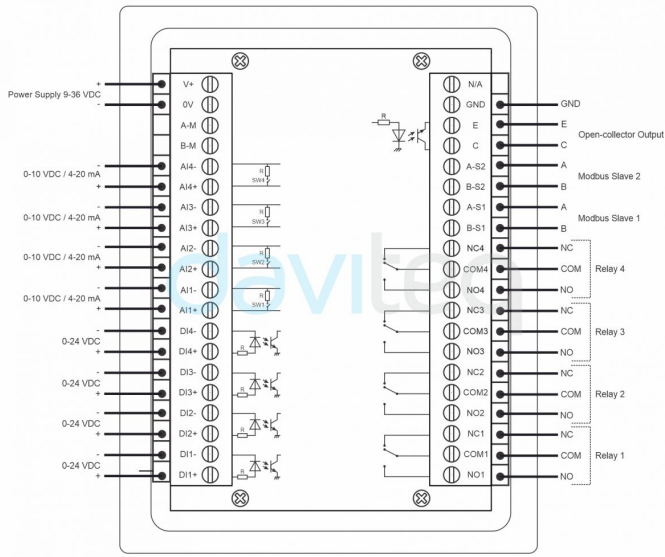 + V+ N/A
Power Supply 9-36 VDC
- 0V GND GND
A-M R E E
Open-collector Output
B-M C C
- AI4- R A-S2 A
0-10 VDC / 4-20 mA Modbus Slave 2
+ AI4+ SW4 B-S2 B
- AI3- R A-S1 A
0-10 VDC / 4-20 mA Modbus Slave 1
+ AI3+ SW3 B-S1 B
- AI2- R NC4 NC
0-10 VDC / 4-20 mA SW2
+ AI2+ COM4 COM Relay 4
- AI1- R NO4 NO
0-10 VDC / 4-20 mA SW1
+ AI1+ NC3 NC
daviteq
- DI4- COM3 COM Relay 3
0-24 VDC
+ DI4+ R NO3 NO
- DI3- NC2 NC
0-24 VDC
+ DI3+ R COM2 COM Relay 2
- DI2- NO2 NO
0-24 VDC
+ DI2+ R NC1 NC
- DI1- COM1 COM Relay 1
0-24 VDC
+ DI1+ R NO1 NO